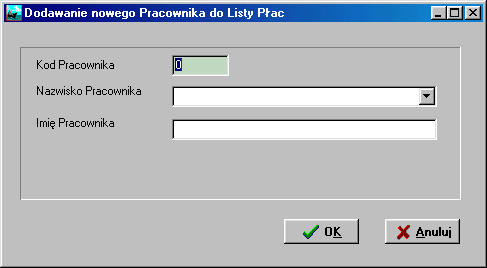 Dodawanie nowego Pracownika do Listy Płac
Kod Pracownika 0
Nazwisko Pracownika
Imię Pracownika
OK Anuluj